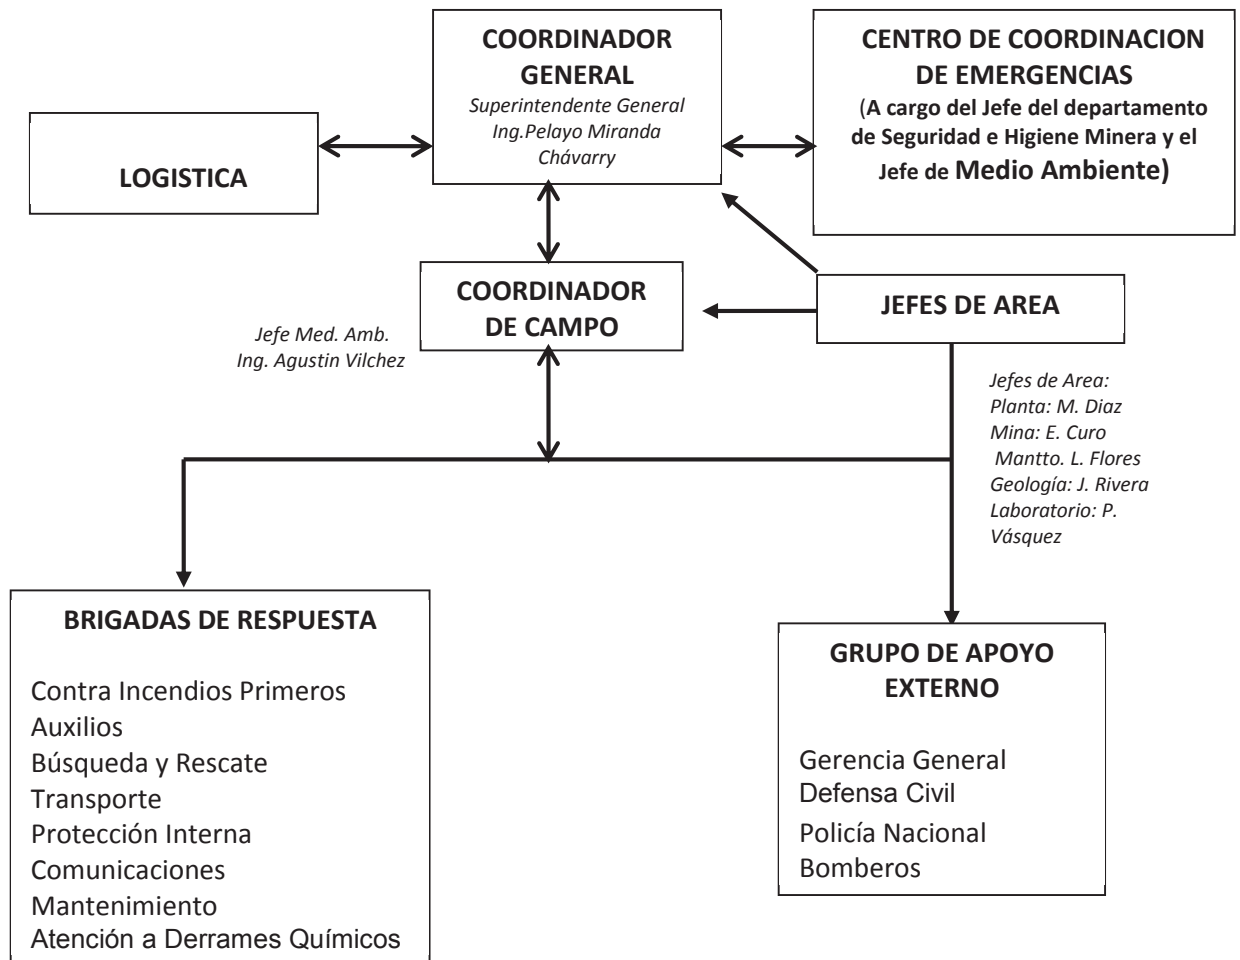 COORDINADOR
GENERAL
Superintendente General
Ing.Pelayo Miranda
Chávarry
CENTRO DE COORDINACION
DE EMERGENCIAS
(A cargo del Jefe del departamento
de Seguridad e Higiene Minera y el
Jefe de Medio Ambiente)
LOGISTICA
COORDINADOR
DE CAMPO
JEFES DE AREA
Jefe Med. Amb.
Ing. Agustin Vilchez
Jefes de Area:
Planta: M. Diaz
Mina: E. Curo
Mantto. L. Flores
Geología: J. Rivera
Laboratorio: P.
Vásquez
BRIGADAS DE RESPUESTA
Contra Incendios Primeros
Auxilios
Búsqueda y Rescate
Transporte
Protección Interna
Comunicaciones
Mantenimiento
Atención a Derrames Químicos
GRUPO DE APOYO
EXTERNO
Gerencia General
Defensa Civil
Policía Nacional
Bomberos